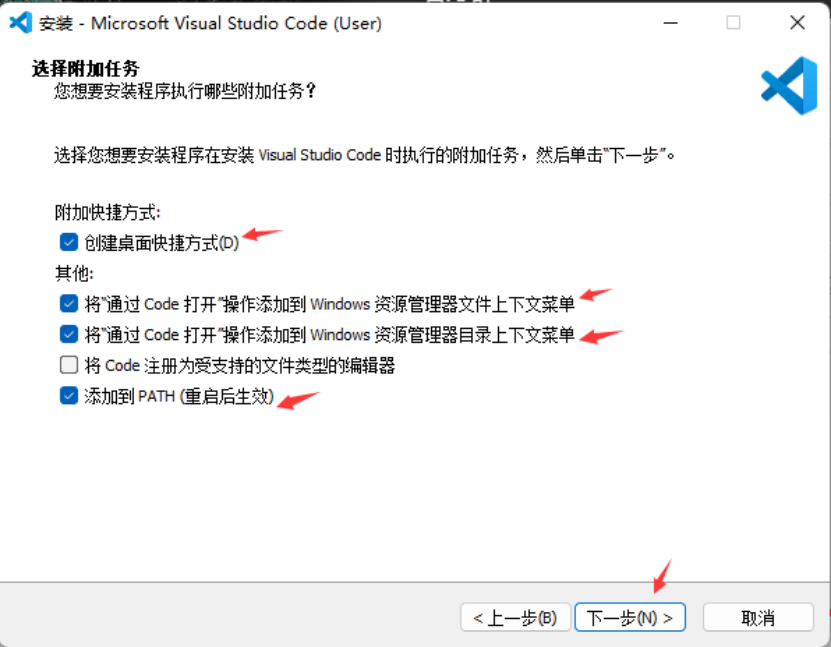 安装 - Microsoft Visual Studio Code (User)
选择附加任务
您想要安装程序执行哪些附加任务？
选择您想要安装程序在安装 Visual Studio Code 时执行的附加任务，然后单击“下一步”。
附加快捷方式:
创建桌面快捷方式(D)
其他:
将“通过 Code 打开“操作添加到 Windows 资源管理器文件上下文菜单
将“通过 Code 打开“操作添加到 Windows 资源管理器目录上下文菜单
将 Code 注册为受支持的文件类型的编辑器
添加到 PATH (重启后生效)
< 上一步(B) 下一步(N) > 取消